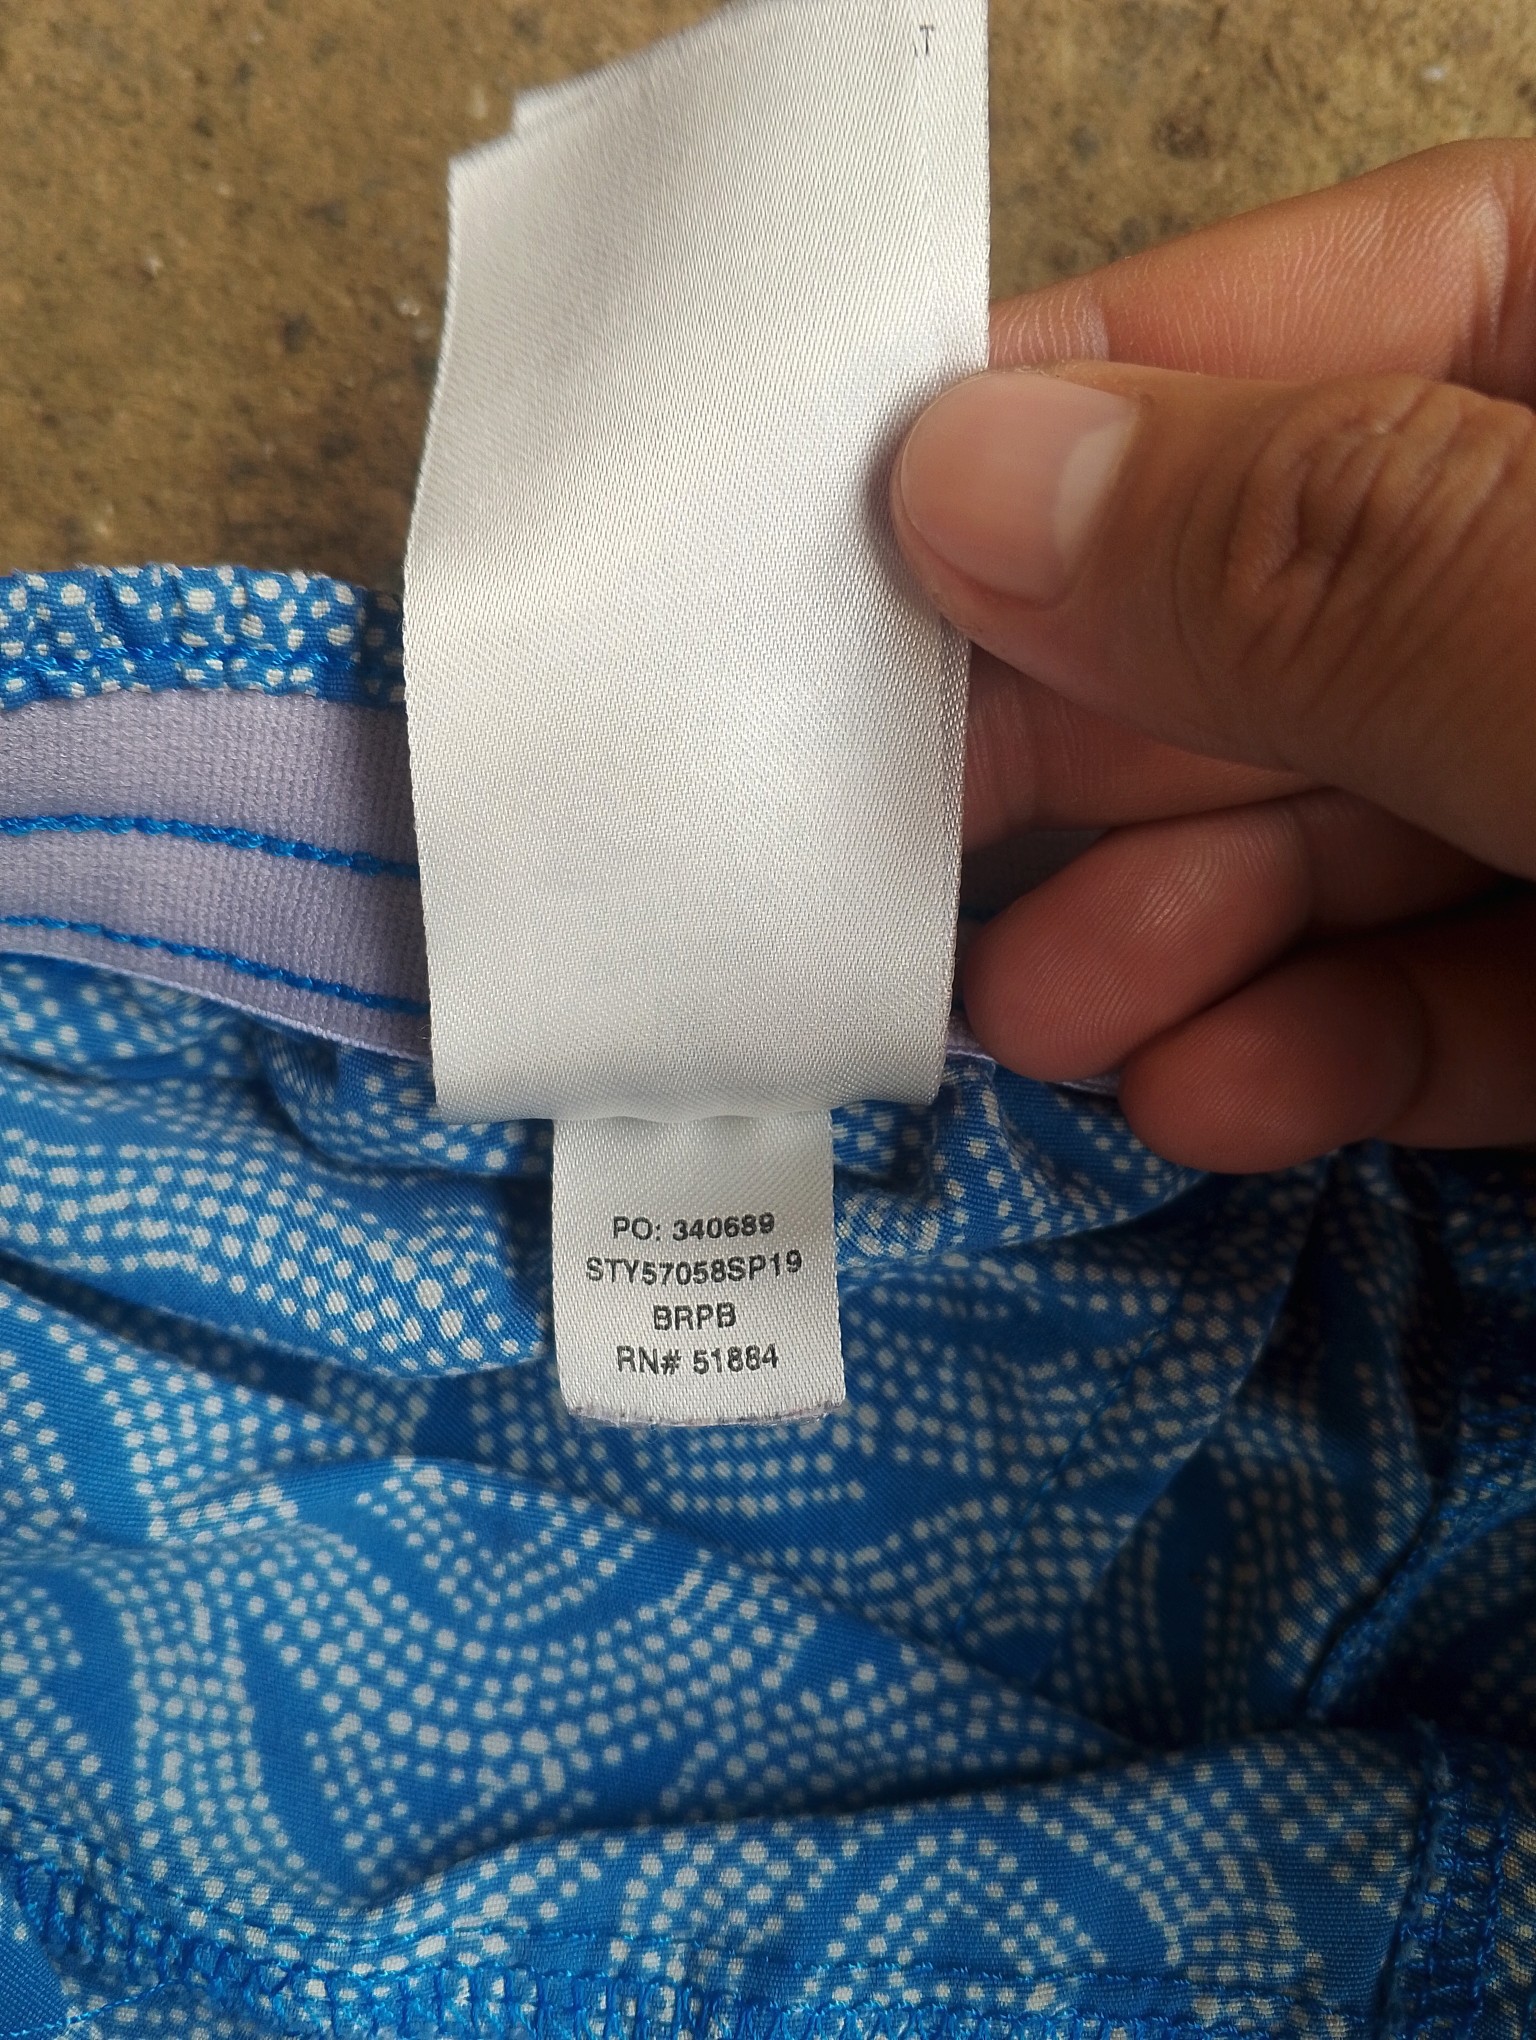 T
PO: 340689
STY57058SP19
BRPB
RN# 51884